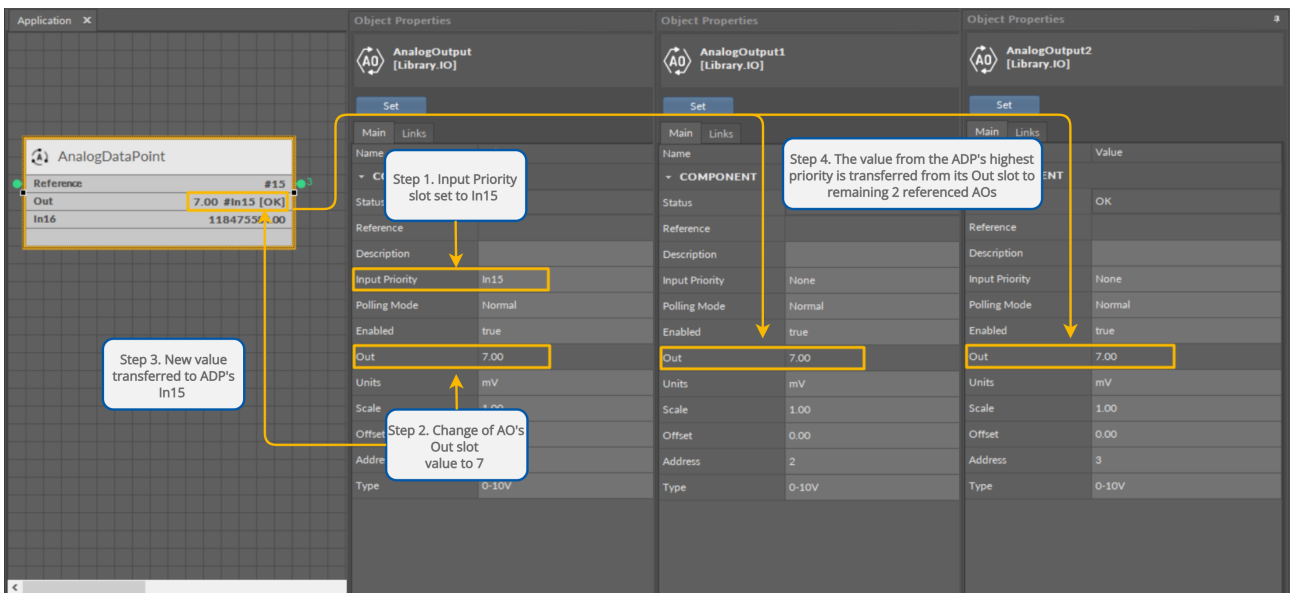 Application ×
AnalogDataPoint
Reference #15
3
Out 7.00 #In15 [OK]
In16
Step 3. New value
transferred to ADP's
In15
Object Properties
AnalogOutput
[Library.IO]
Set
Main Links
Name
Step 1. Input Priority
slot set to In15
Reference
Description
Input Priority In15
Polling Mode Normal
Enabled true
Out 7.00
Units mV
Scale 1.00
Offset
Step 2. Change of AO's
Out slot
value to 7
Type 0-10V
Object Properties
AnalogOutput1
[Library.IO]
Set
Main Links
Name
COMPONENT
Status
Reference
Description
Input Priority None
Polling Mode Normal
Enabled true
Out 7.00
Units mV
Scale 1.00
Offset 0.00
Address 2
Type 0-10V
Step 4. The value from the ADP's highest
priority is transferred from its Out slot to
remaining 2 referenced AOs
Object Properties
AnalogOutput2
[Library.IO]
Set
Main Links
Value
OK
Reference
Description
Input Priority None
Polling Mode Normal
Enabled true
Out 7.00
Units mV
Scale 1.00
Offset 0.00
Address 3
Type 0-10V